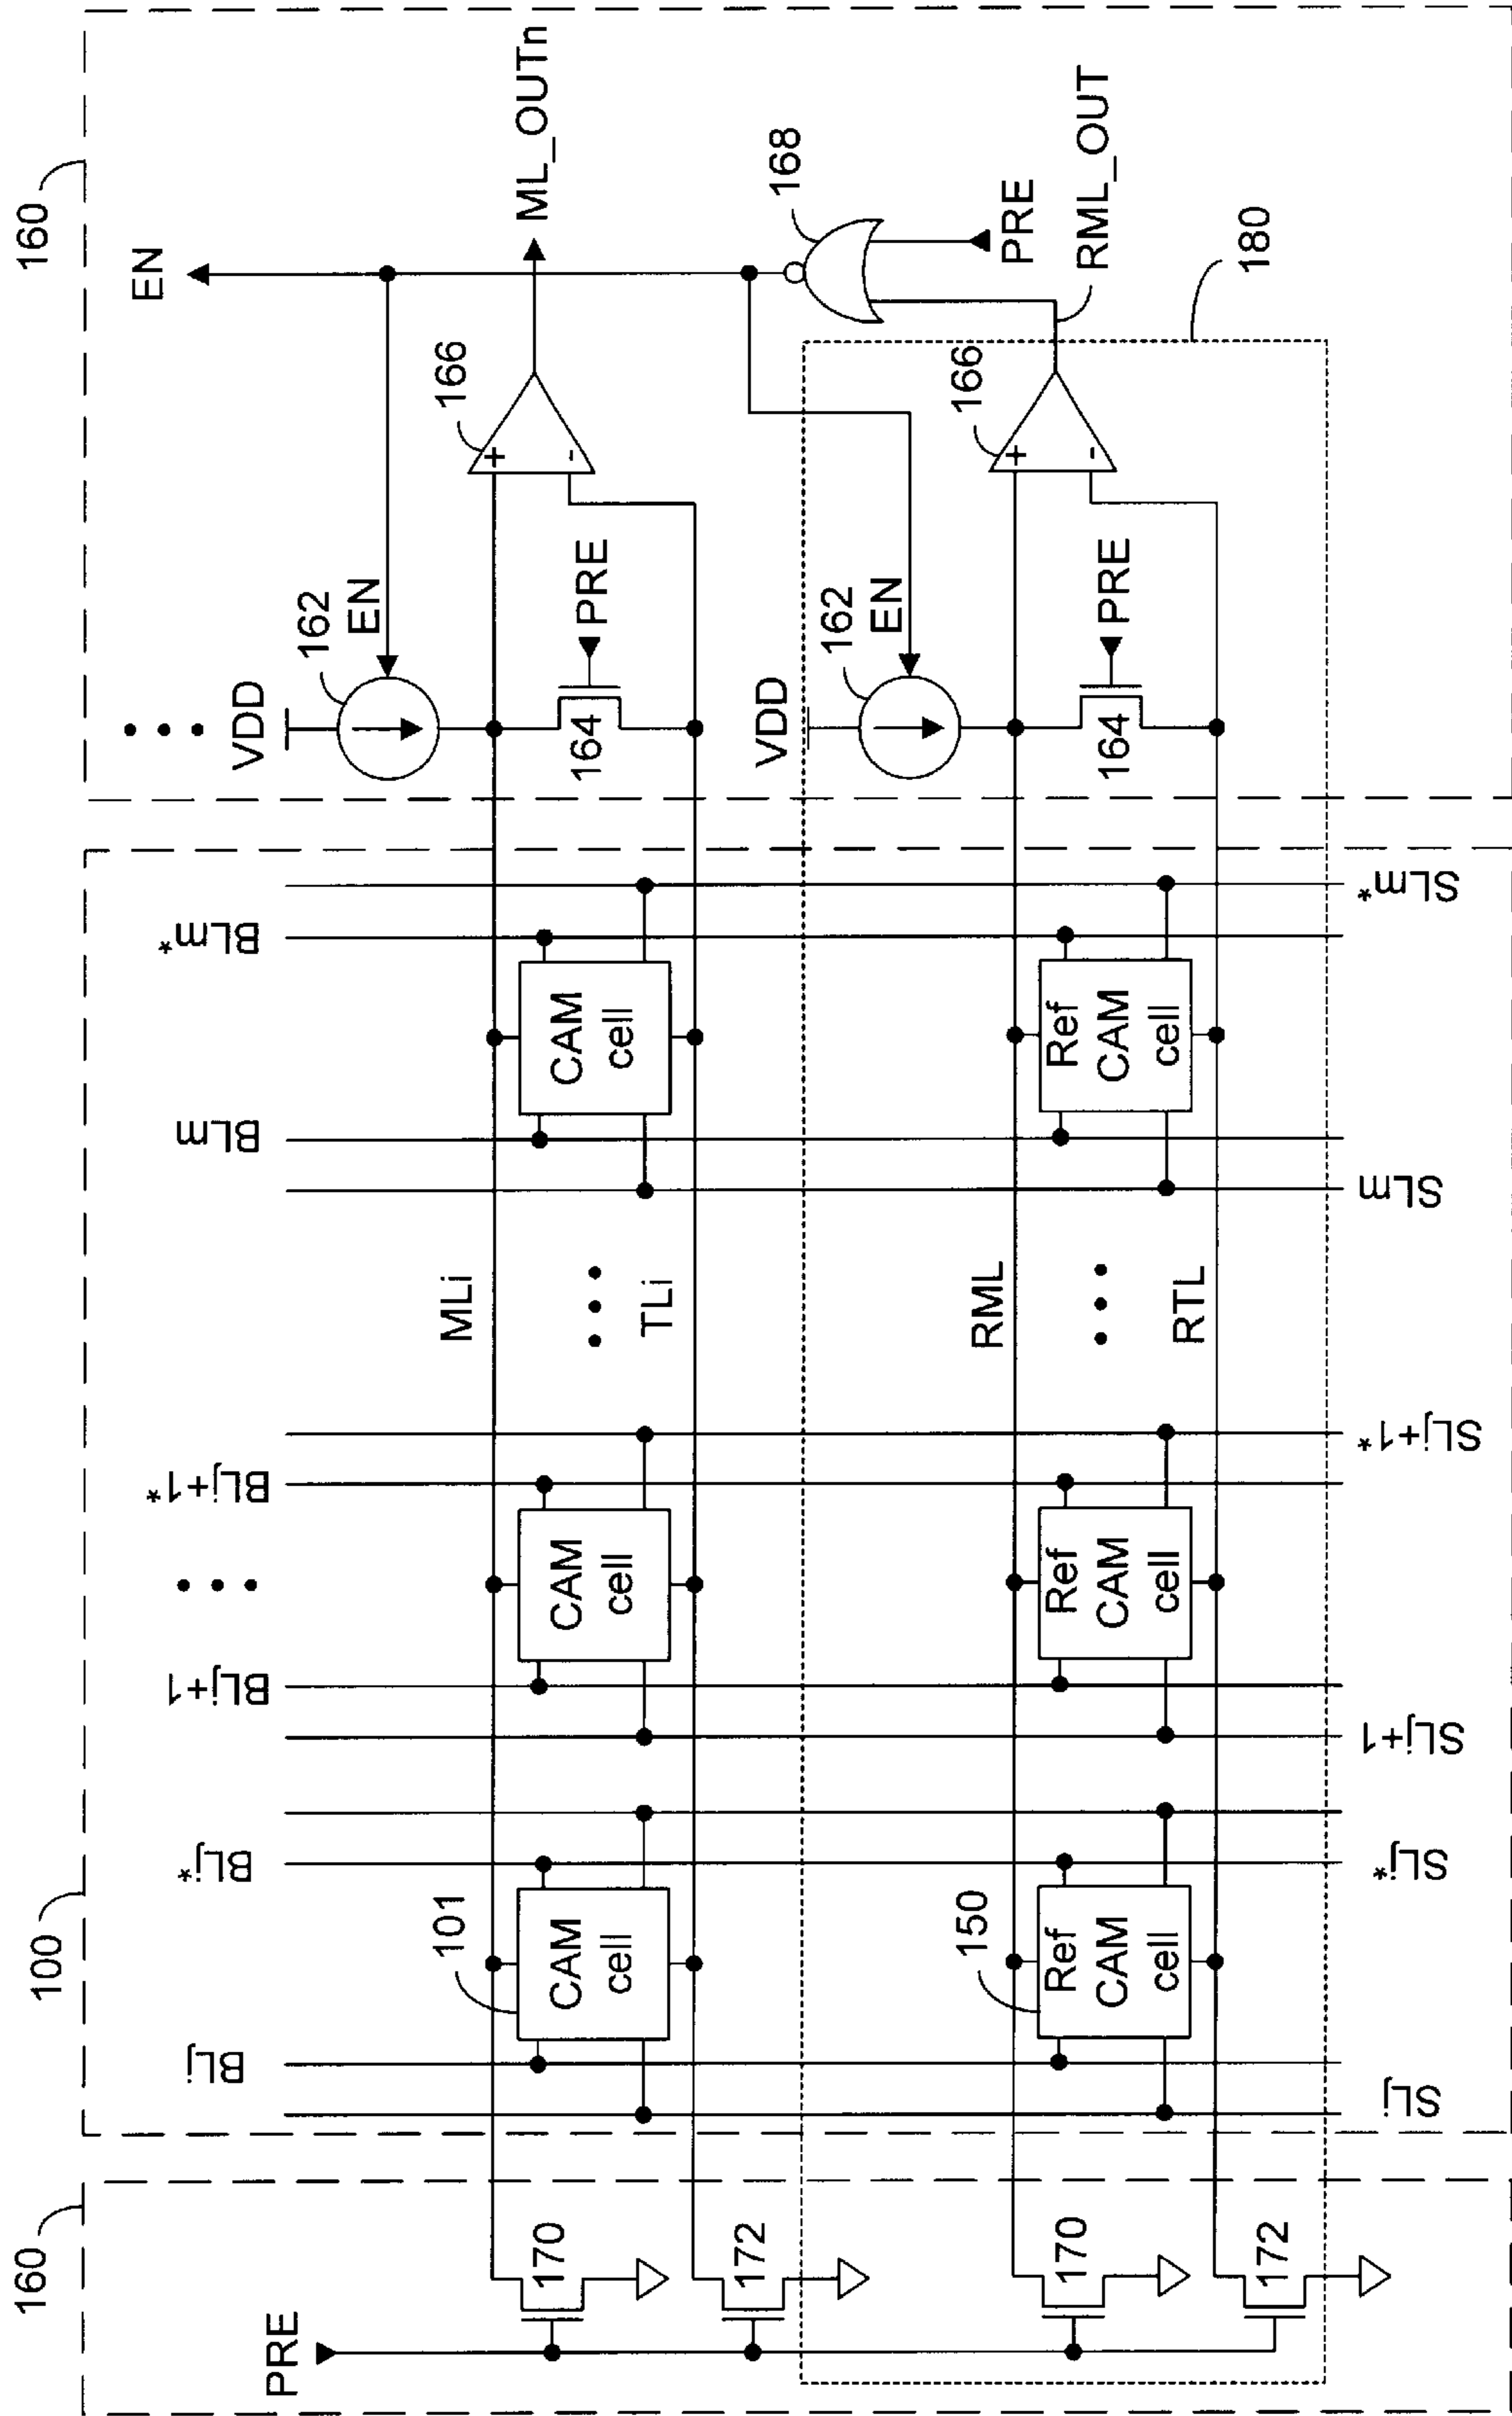 160
100
160
PRE
170
172
170
172
BLj
BLj*
BLj+1
BLj+1*
BLm
BLm*
101
CAM
cell
CAM
cell
CAM
cell
MLi
TLi
150
Ref
CAM
cell
Ref
CAM
cell
Ref
CAM
cell
RML
RTL
SLj
SLj*
SLj+1
SLj+1*
SLm
SLm*
VDD
162
EN
164
PRE
166
+
-
EN
ML_OUTn
VDD
162
EN
164
PRE
166
+
-
168
PRE
RML_OUT
180